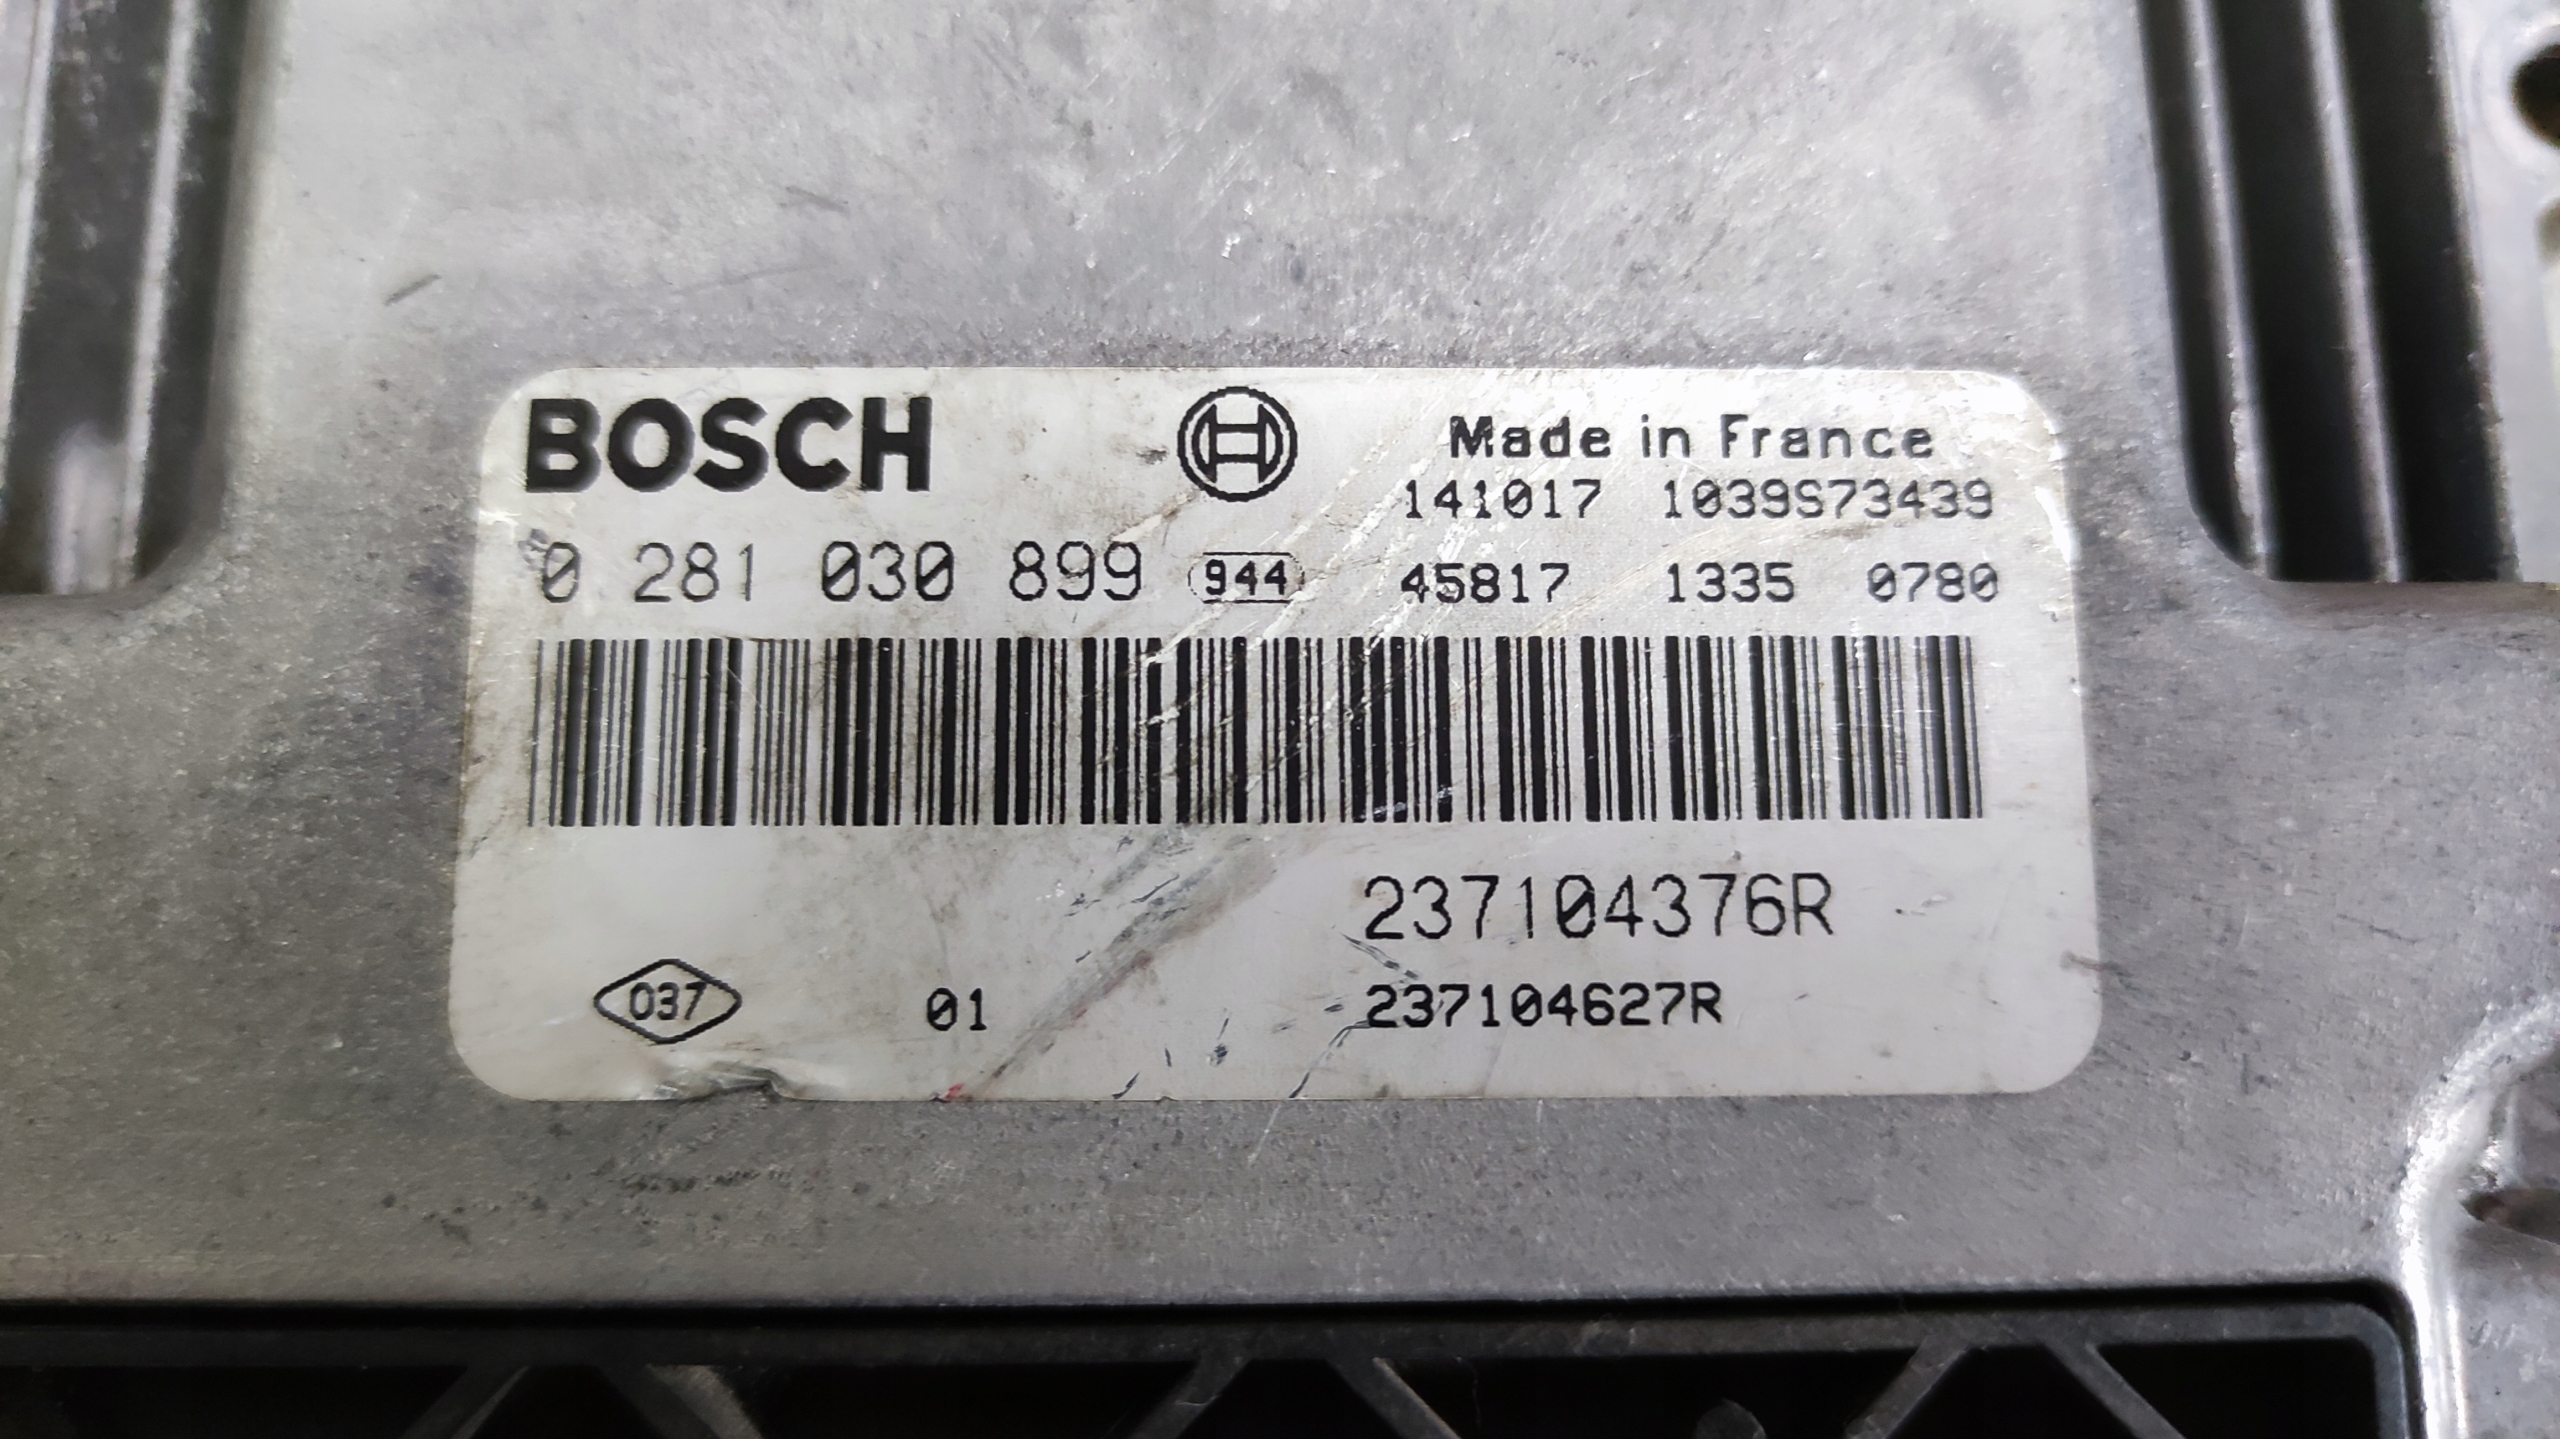 BOSCH Made in France
141017 1039S73439
0 281 030 899 944 45817 1335 0780
237104376R
037 01 237104627R